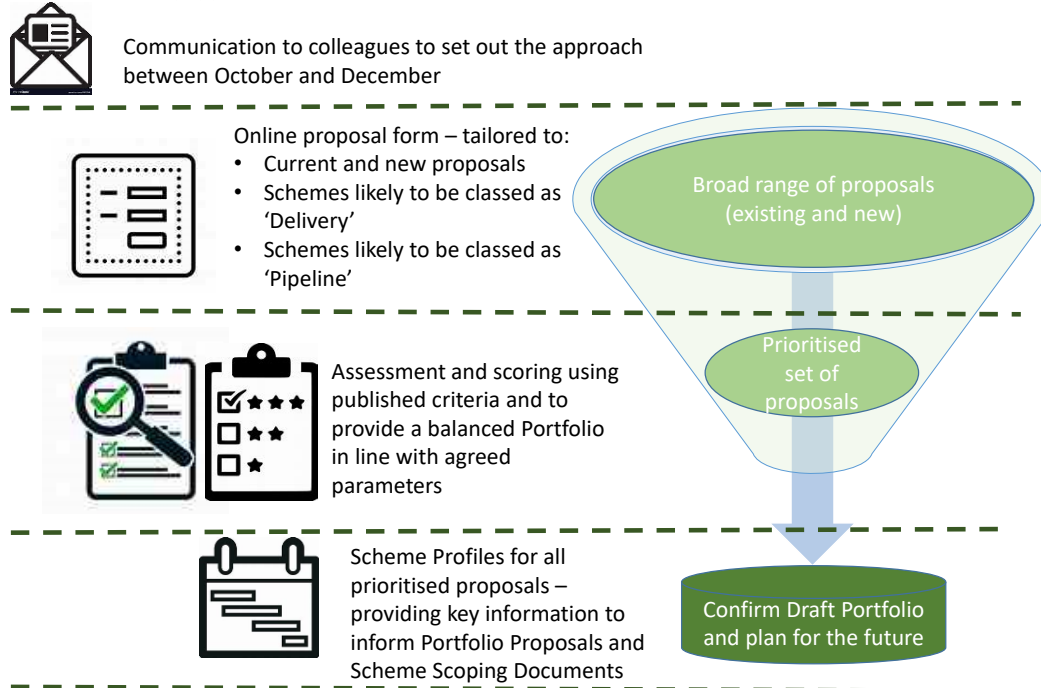 Communication to colleagues to set out the approach
between October and December
Online proposal form – tailored to:
• Current and new proposals
• Schemes likely to be classed as
‘Delivery’
• Schemes likely to be classed as
‘Pipeline’
Broad range of proposals
(existing and new)
Assessment and scoring using
published criteria and to
provide a balanced Portfolio
in line with agreed
parameters
Prioritised
set of
proposals
Scheme Profiles for all
prioritised proposals –
providing key information to
inform Portfolio Proposals and
Scheme Scoping Documents
Confirm Draft Portfolio
and plan for the future